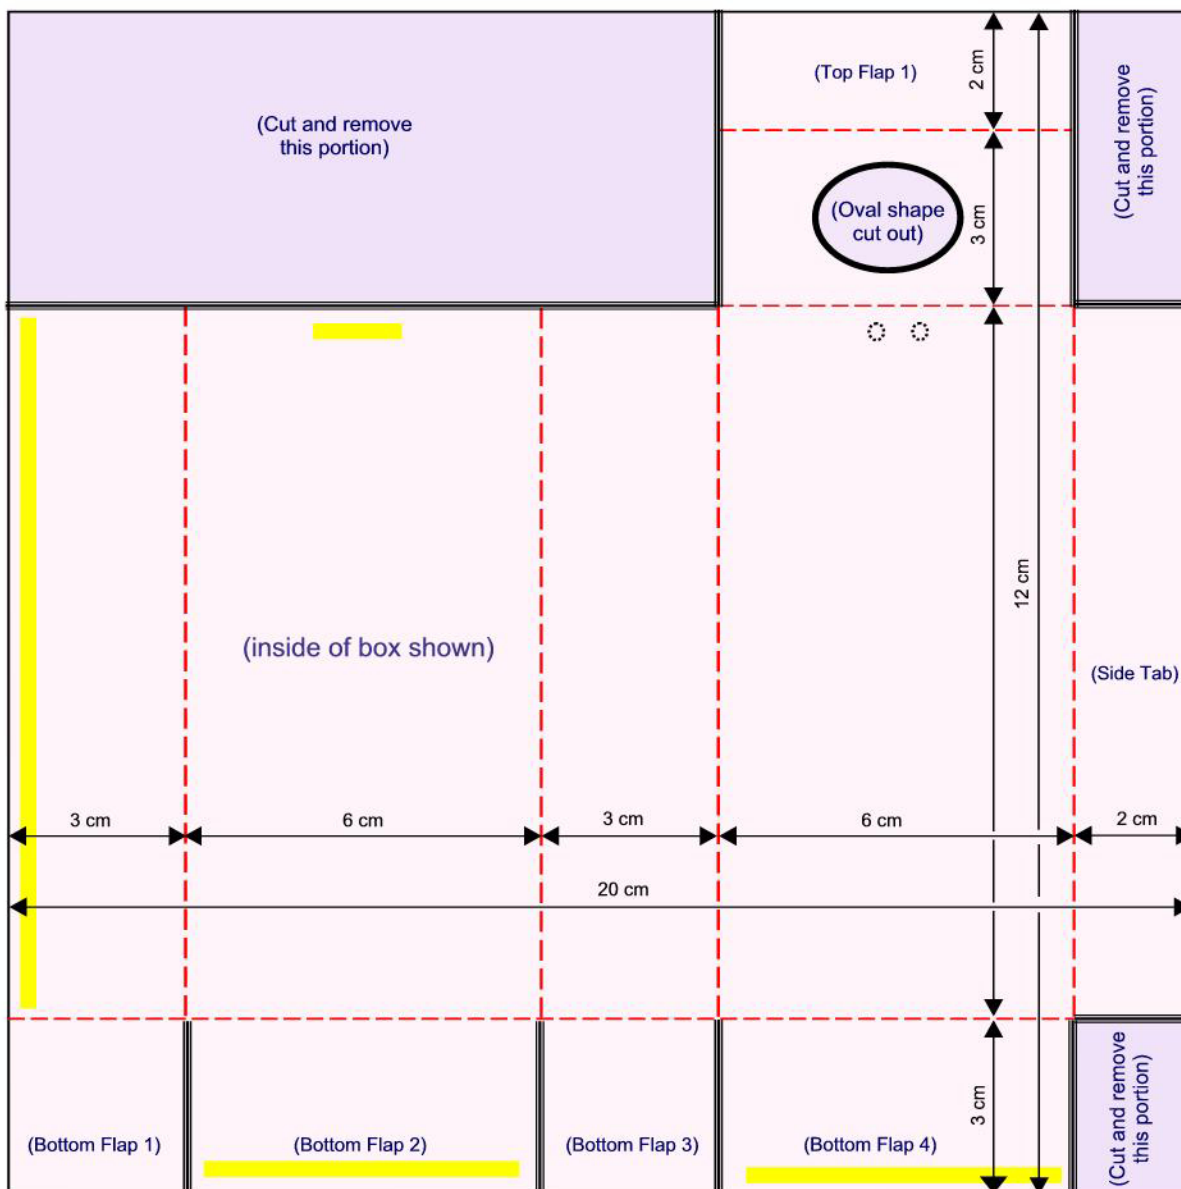 (Top Flap 1)
2 cm
(Cut and remove
this portion)
(Cut and remove
this portion)
(Oval shape
cut out)
3 cm
12 cm
(inside of box shown)
(Side Tab)
3 cm
6 cm
3 cm
6 cm
2 cm
20 cm
3 cm
(Cut and remove
this portion)
(Bottom Flap 1)
(Bottom Flap 2)
(Bottom Flap 3)
(Bottom Flap 4)